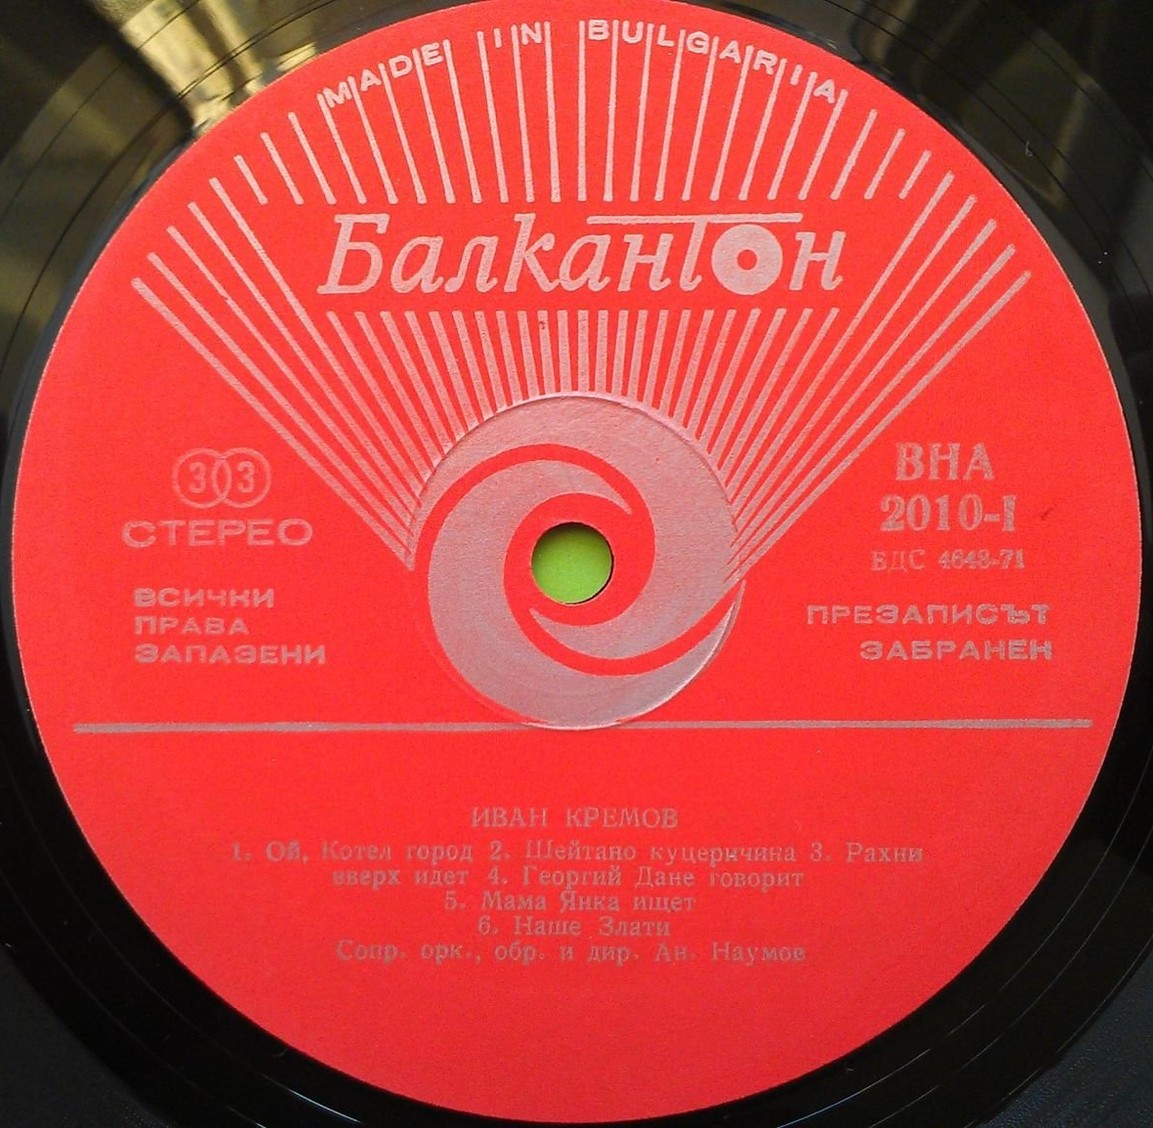 MADE IN BULGARIA
Балкантон
33
СТЕРЕО
ВСИЧКИ
ПРАВА
ЗАПАЗЕНИ
ВНА
2010-I
БДС 4643-71
ПРЕЗАПИСЪТ
ЗАБРАНЕН
ИВАН КРЕМОВ
1. Ой, Котел город 2. Шейтано куцеричина 3. Рахни
вверх идет 4. Георгий Дане говорит
5. Мама Янка ищет
6. Наше Злати
Сопр. орк., обр. и дир. Ан. Наумов